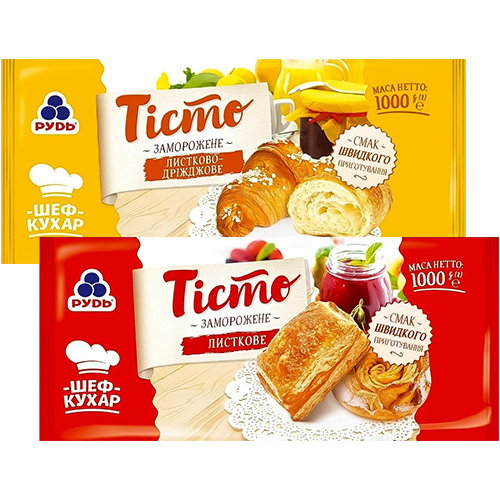 РУДЬ
ШЕФ-
КУХАР
Тісто
~ ЗАМОРОЖЕНЕ ~
ЛИСТКОВО-
ДРІЖДЖОВЕ
МАСА НЕТТО:
1000 g (г) ℮
~ СМАК ~
ШВИДКОГО
ПРИГОТУВАННЯ
РУДЬ
ШЕФ-
КУХАР
Тісто
~ ЗАМОРОЖЕНЕ ~
ЛИСТКОВЕ
МАСА НЕТТО:
1000 g (г) ℮
~ СМАК ~
ШВИДКОГО
ПРИГОТУВАННЯ